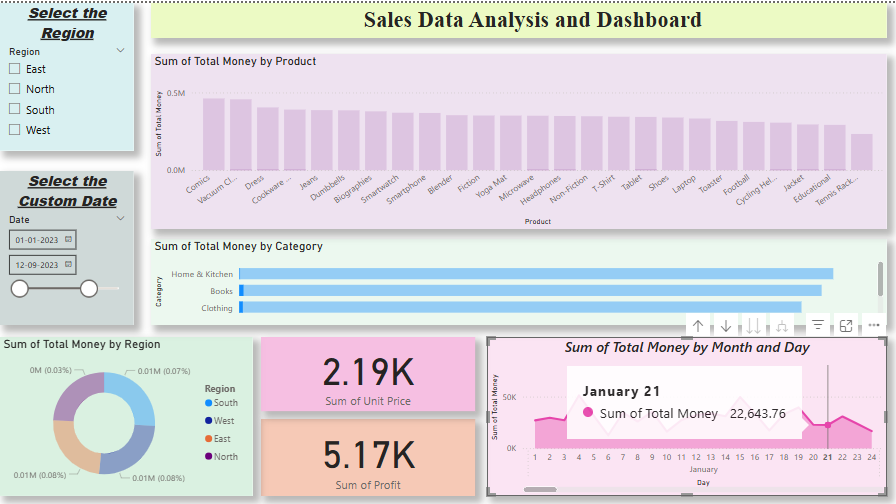 Select the
Region
Region
East
North
South
West
Select the
Custom Date
Date
01-01-2023
12-09-2023
Sales Data Analysis and Dashboard
Sum of Total Money by Product
Sum of Total Money
0.5M
0.0M
Comics
Vacuum Cl...
Dress
Cookware ...
Jeans
Dumbbells
Biographies
Smartwatch
Smartphone
Blender
Fiction
Yoga Mat
Microwave
Headphones
Non-Fiction
T-Shirt
Tablet
Shoes
Laptop
Toaster
Football
Cycling Hel...
Jacket
Educational
Tennis Rack...
Product
Sum of Total Money by Category
Category
Home & Kitchen
Books
Clothing
Sum of Total Money by Region
0M (0.03%)
0.01M (0.07%)
0.01M (0.08%)
0.01M (0.08%)
Region
South
West
East
North
2.19K
Sum of Unit Price
5.17K
Sum of Profit
Sum of Total Money by Month and Day
Sum of Total Money
50K
0K
January 21
Sum of Total Money 22,643.76
1 2 3 4 5 6 7 8 9 10 11 12 13 14 15 16 17 18 19 20 21 22 23 24
January
Day